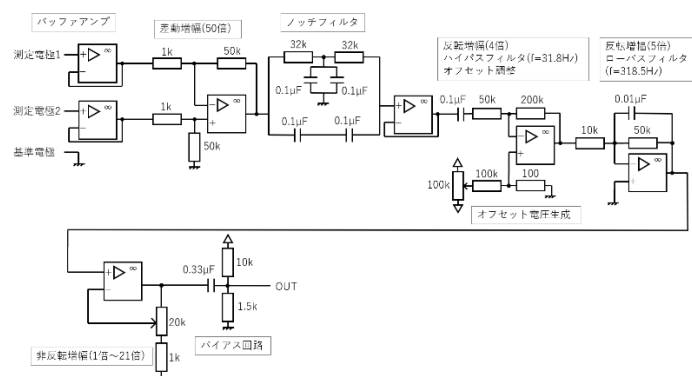 バッファアンプ
差動増幅(50倍)
ノッチフィルタ
反転増幅(4倍)
ハイパスフィルタ(f=31.8Hz)
オフセット調整
反転増幅(5倍)
ローパスフィルタ
(f=318.5Hz)
測定電極1
測定電極2
基準電極
∞
+
−
∞
+
−
1k
50k
1k
50k
−
∞
+
32k
32k
0.1μF
0.1μF
0.1μF
0.1μF
+
∞
−
0.1μF
50k
200k
−
∞
+
100k
100k
100
オフセット電圧生成
10k
0.01μF
50k
−
∞
+
+
∞
−
0.33μF
10k
OUT
1.5k
20k
1k
バイアス回路
非反転増幅(1倍~21倍)